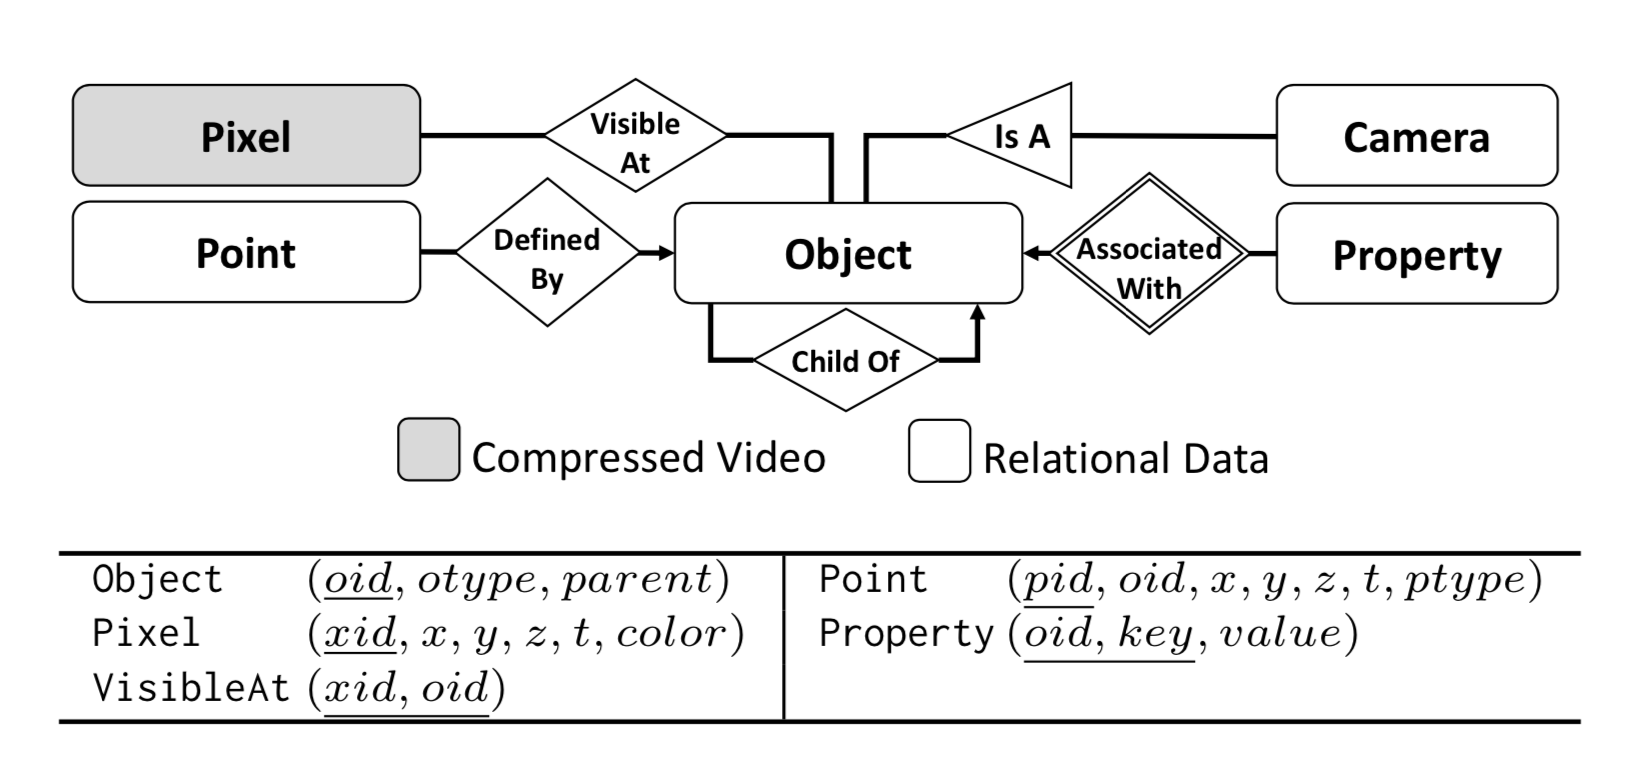 Pixel
Visible
At
Is A
Camera
Point
Defined
By
Object
Associated
With
Property
Child Of
Compressed Video
Relational Data
Object (oid, otype, parent)
Point (pid, oid, x, y, z, t, ptype)
Pixel (xid, x, y, z, t, color)
Property (oid, key, value)
VisibleAt (xid, oid)